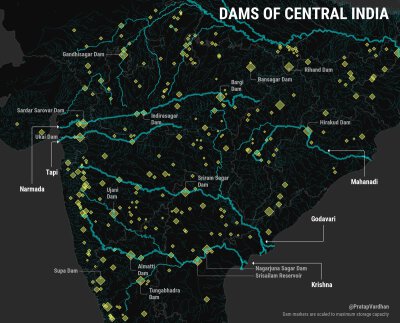 DAMS OF CENTRAL INDIA
Gandhisagar Dam
Rihand Dam
Bansagar Dam
Bargi
Dam
Sardar Sarovar Dam
Indirasagar
Dam
Hirakud Dam
Ukai Dam
Tapi
Narmada
Mahanadi
Sriram Sagar
Dam
Ujani
Dam
Godavari
Supa Dam
Almatti
Dam
Nagarjuna Sagar Dam
Srisailam Reservoir
Krishna
Tungabhadra
Dam
@PratapVardhan
Dam markers are scaled to maximum storage capacity